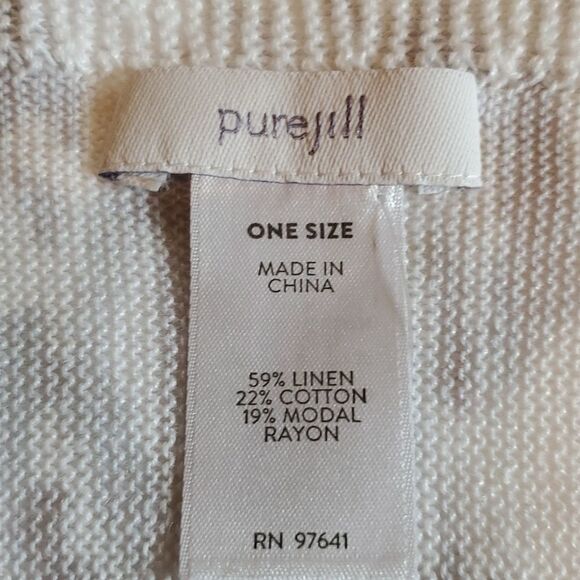 purejill
ONE SIZE
MADE IN
CHINA
59% LINEN
22% COTTON
19% MODAL
RAYON
RN 97641